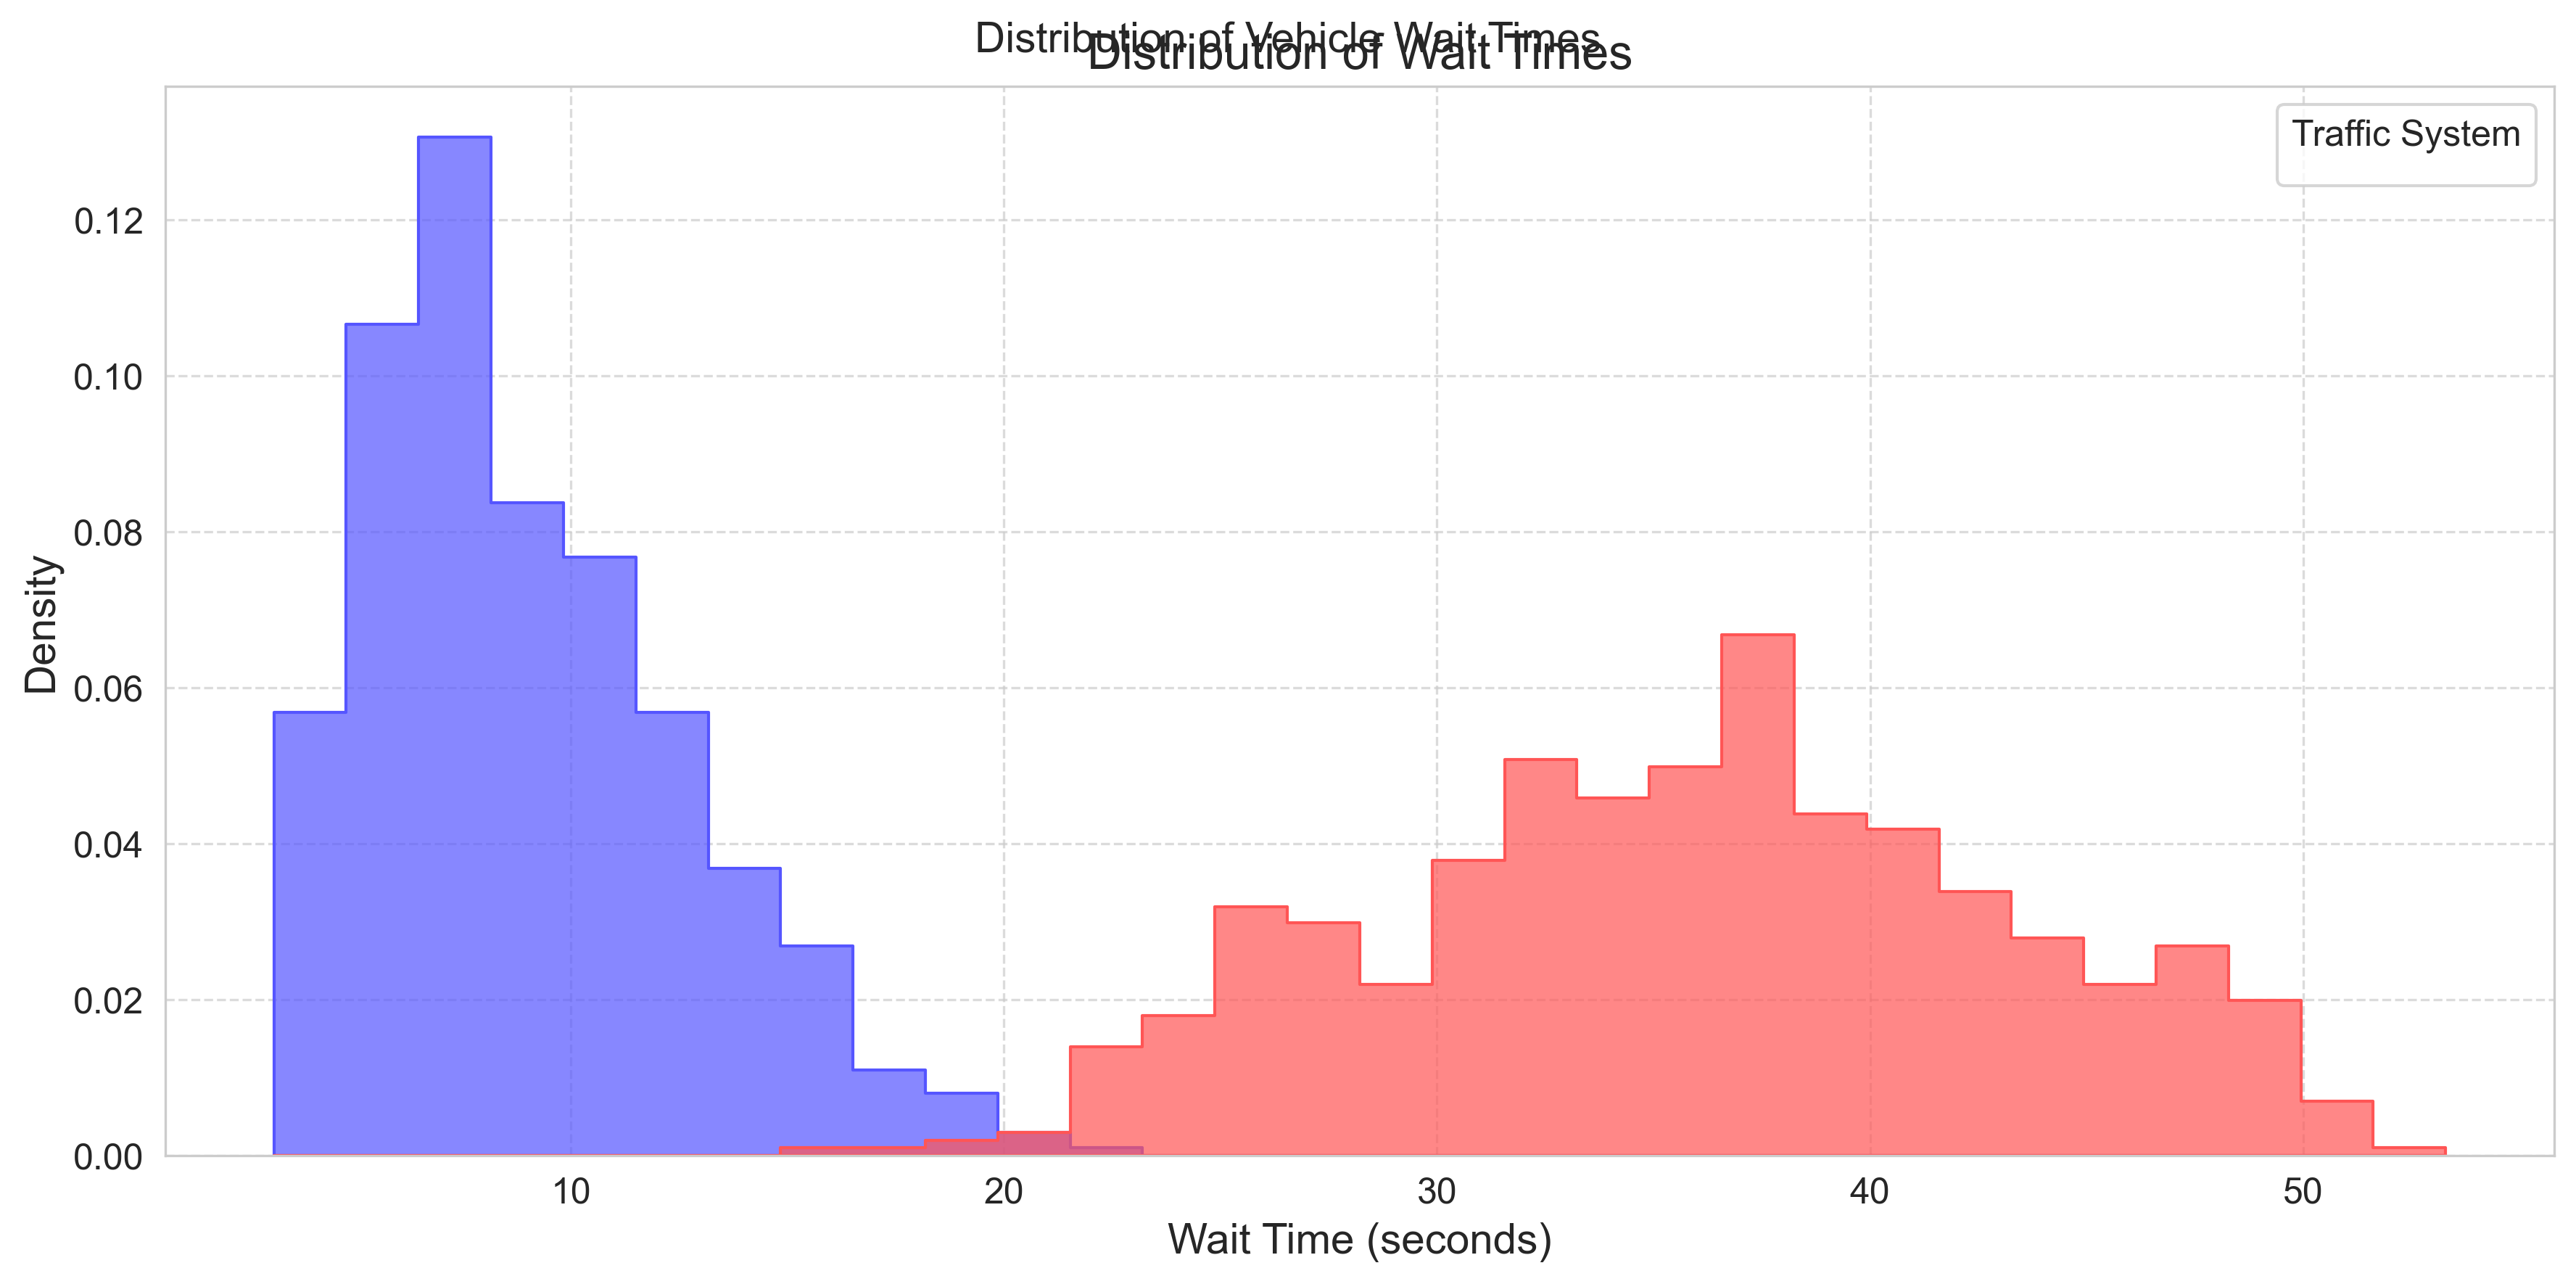 Distribution of Vehicle Wait Times
Distribution of Wait Times
Traffic System
0.12
0.10
0.08
0.06
0.04
0.02
0.00
Density
10 20 30 40 50
Wait Time (seconds)